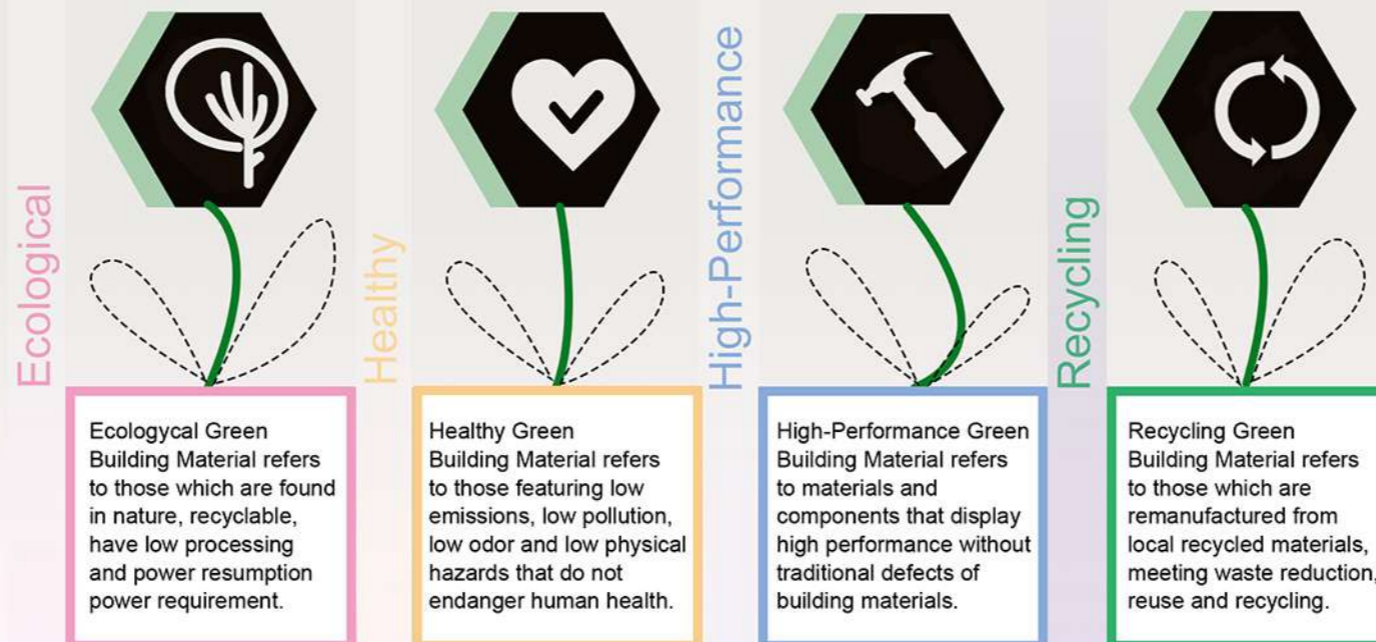 Ecological
Ecologycal Green
Building Material refers
to those which are found
in nature, recyclable,
have low processing
and power resumption
power requirement.
Healthy
Healthy Green
Building Material refers
to those featuring low
emissions, low pollution,
low odor and low physical
hazards that do not
endanger human health.
High-Performance
High-Performance Green
Building Material refers
to materials and
components that display
high performance without
traditional defects of
building materials.
Recycling
Recycling Green
Building Material refers
to those which are
remanufactured from
local recycled materials,
meeting waste reduction,
reuse and recycling.